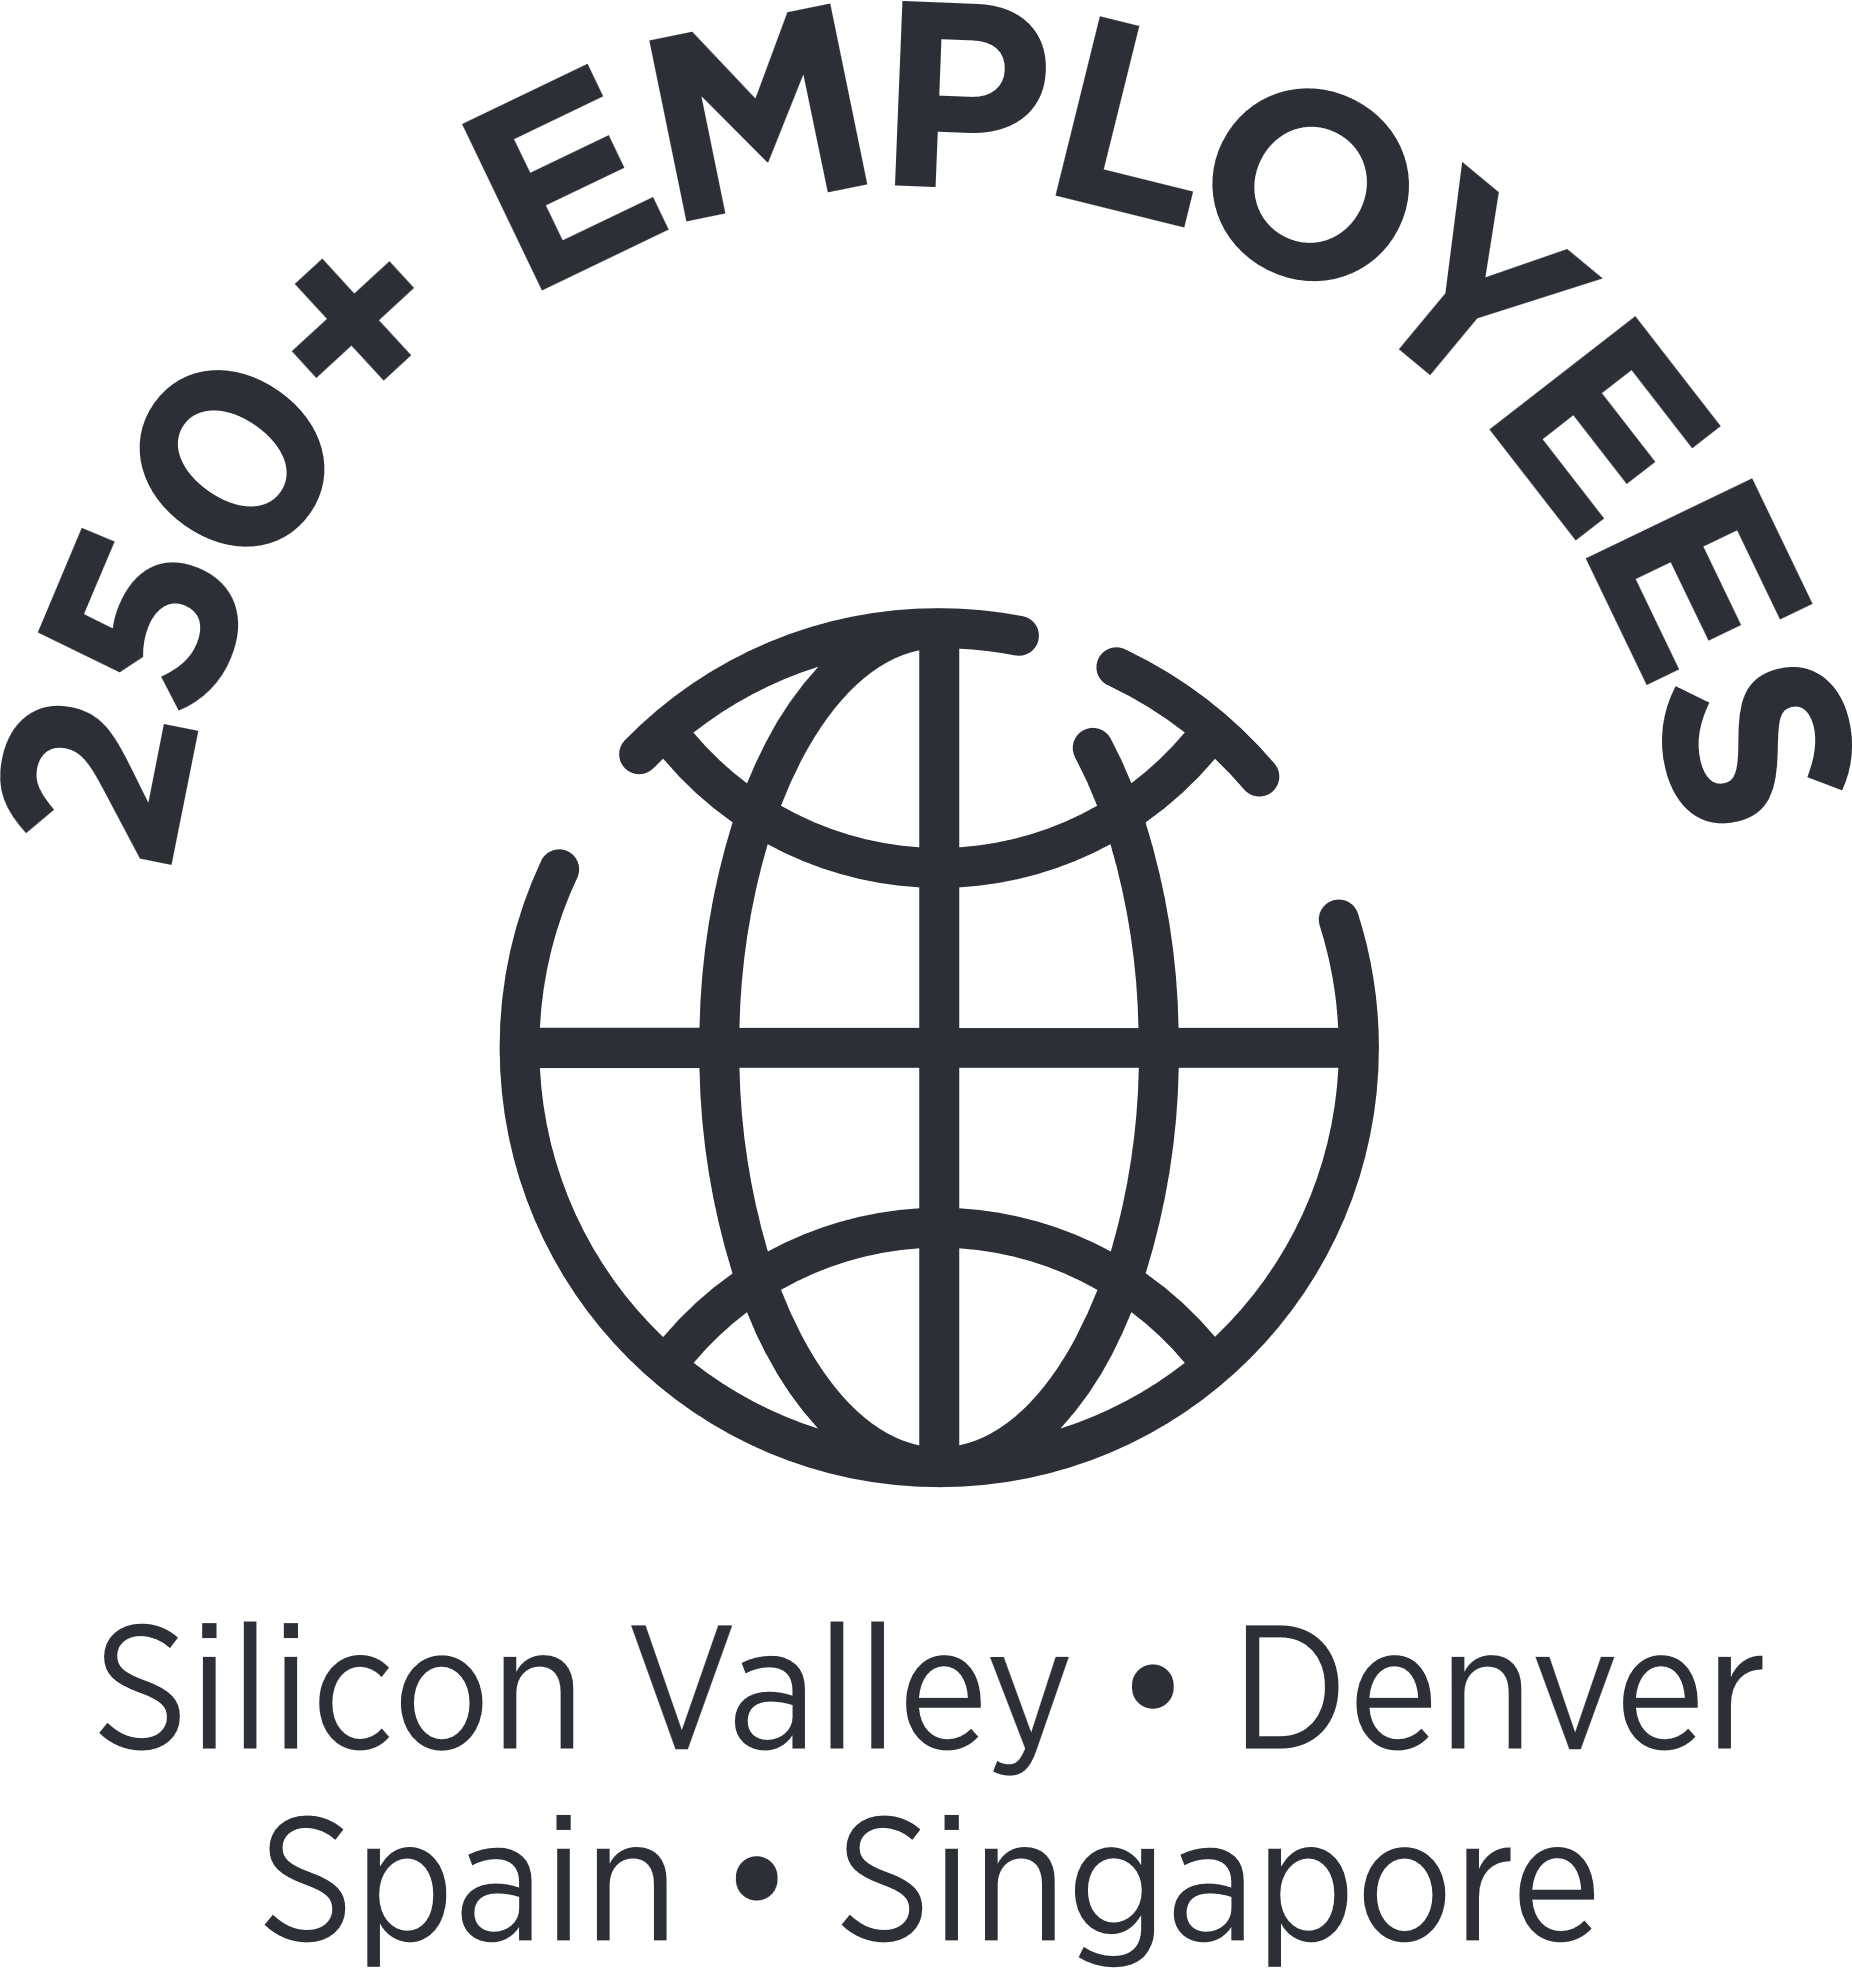 250+ EMPLOYEES
Silicon Valley • Denver
Spain • Singapore